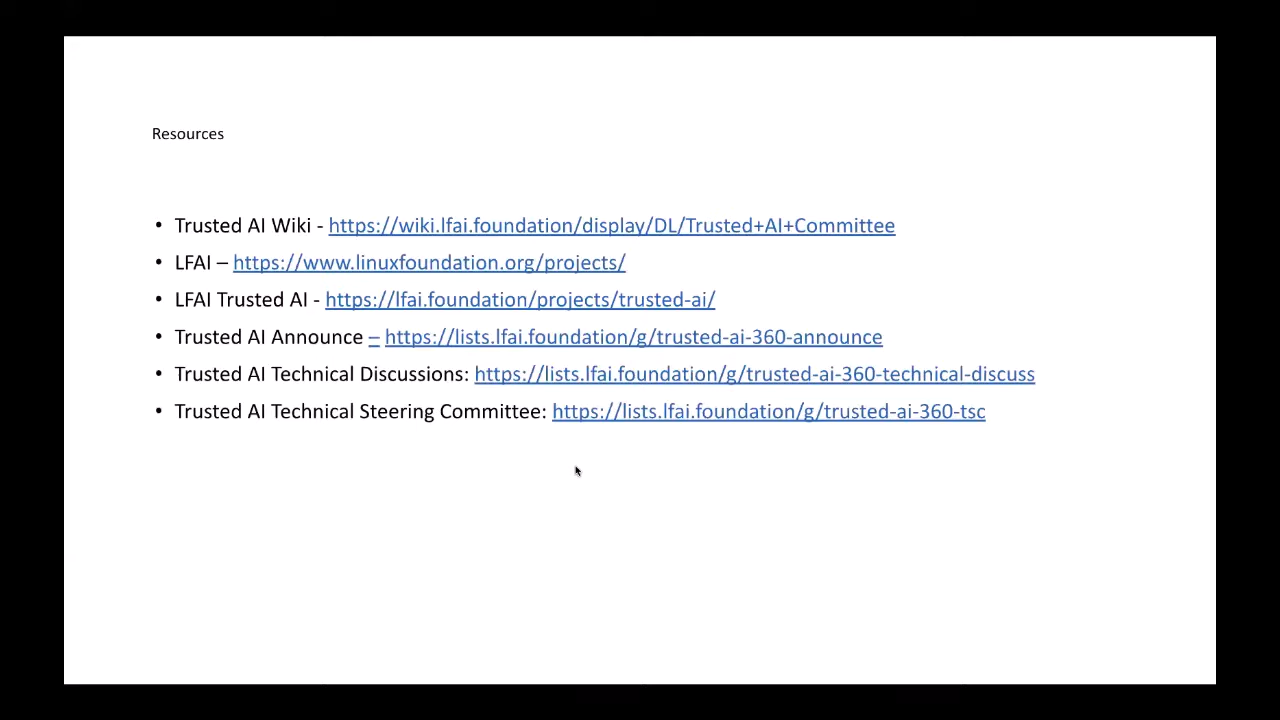 Resources
• Trusted AI Wiki - https://wiki.lfai.foundation/display/DL/Trusted+AI+Committee
• LFAI – https://www.linuxfoundation.org/projects/
• LFAI Trusted AI - https://lfai.foundation/projects/trusted-ai/
• Trusted AI Announce – https://lists.lfai.foundation/g/trusted-ai-360-announce
• Trusted AI Technical Discussions: https://lists.lfai.foundation/g/trusted-ai-360-technical-discuss
• Trusted AI Technical Steering Committee: https://lists.lfai.foundation/g/trusted-ai-360-tsc